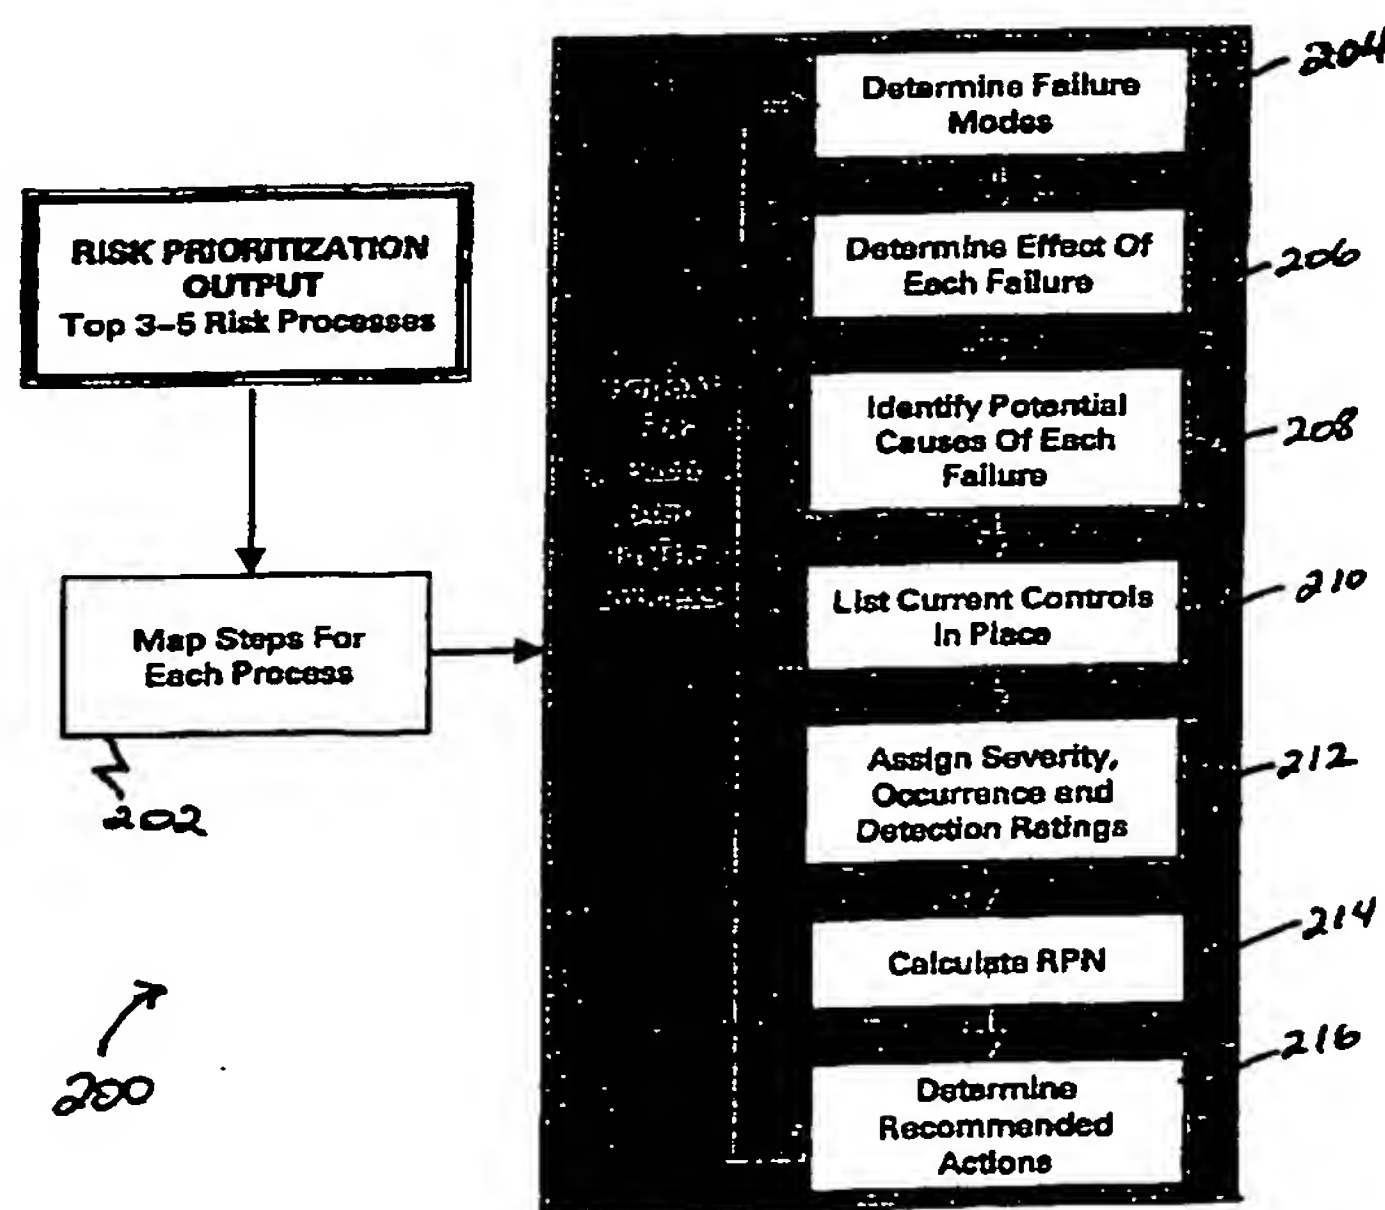 RISK PRIORITIZATION
OUTPUT
Top 3-5 Risk Processes
Map Steps For
Each Process
202
200
Determine Failure
Modes
204
Determine Effect Of
Each Failure
206
Identify Potential
Causes Of Each
Failure
208
List Current Controls
In Place
210
Assign Severity,
Occurrence and
Detection Ratings
212
Calculate RPN
214
Determine
Recommended
Actions
216